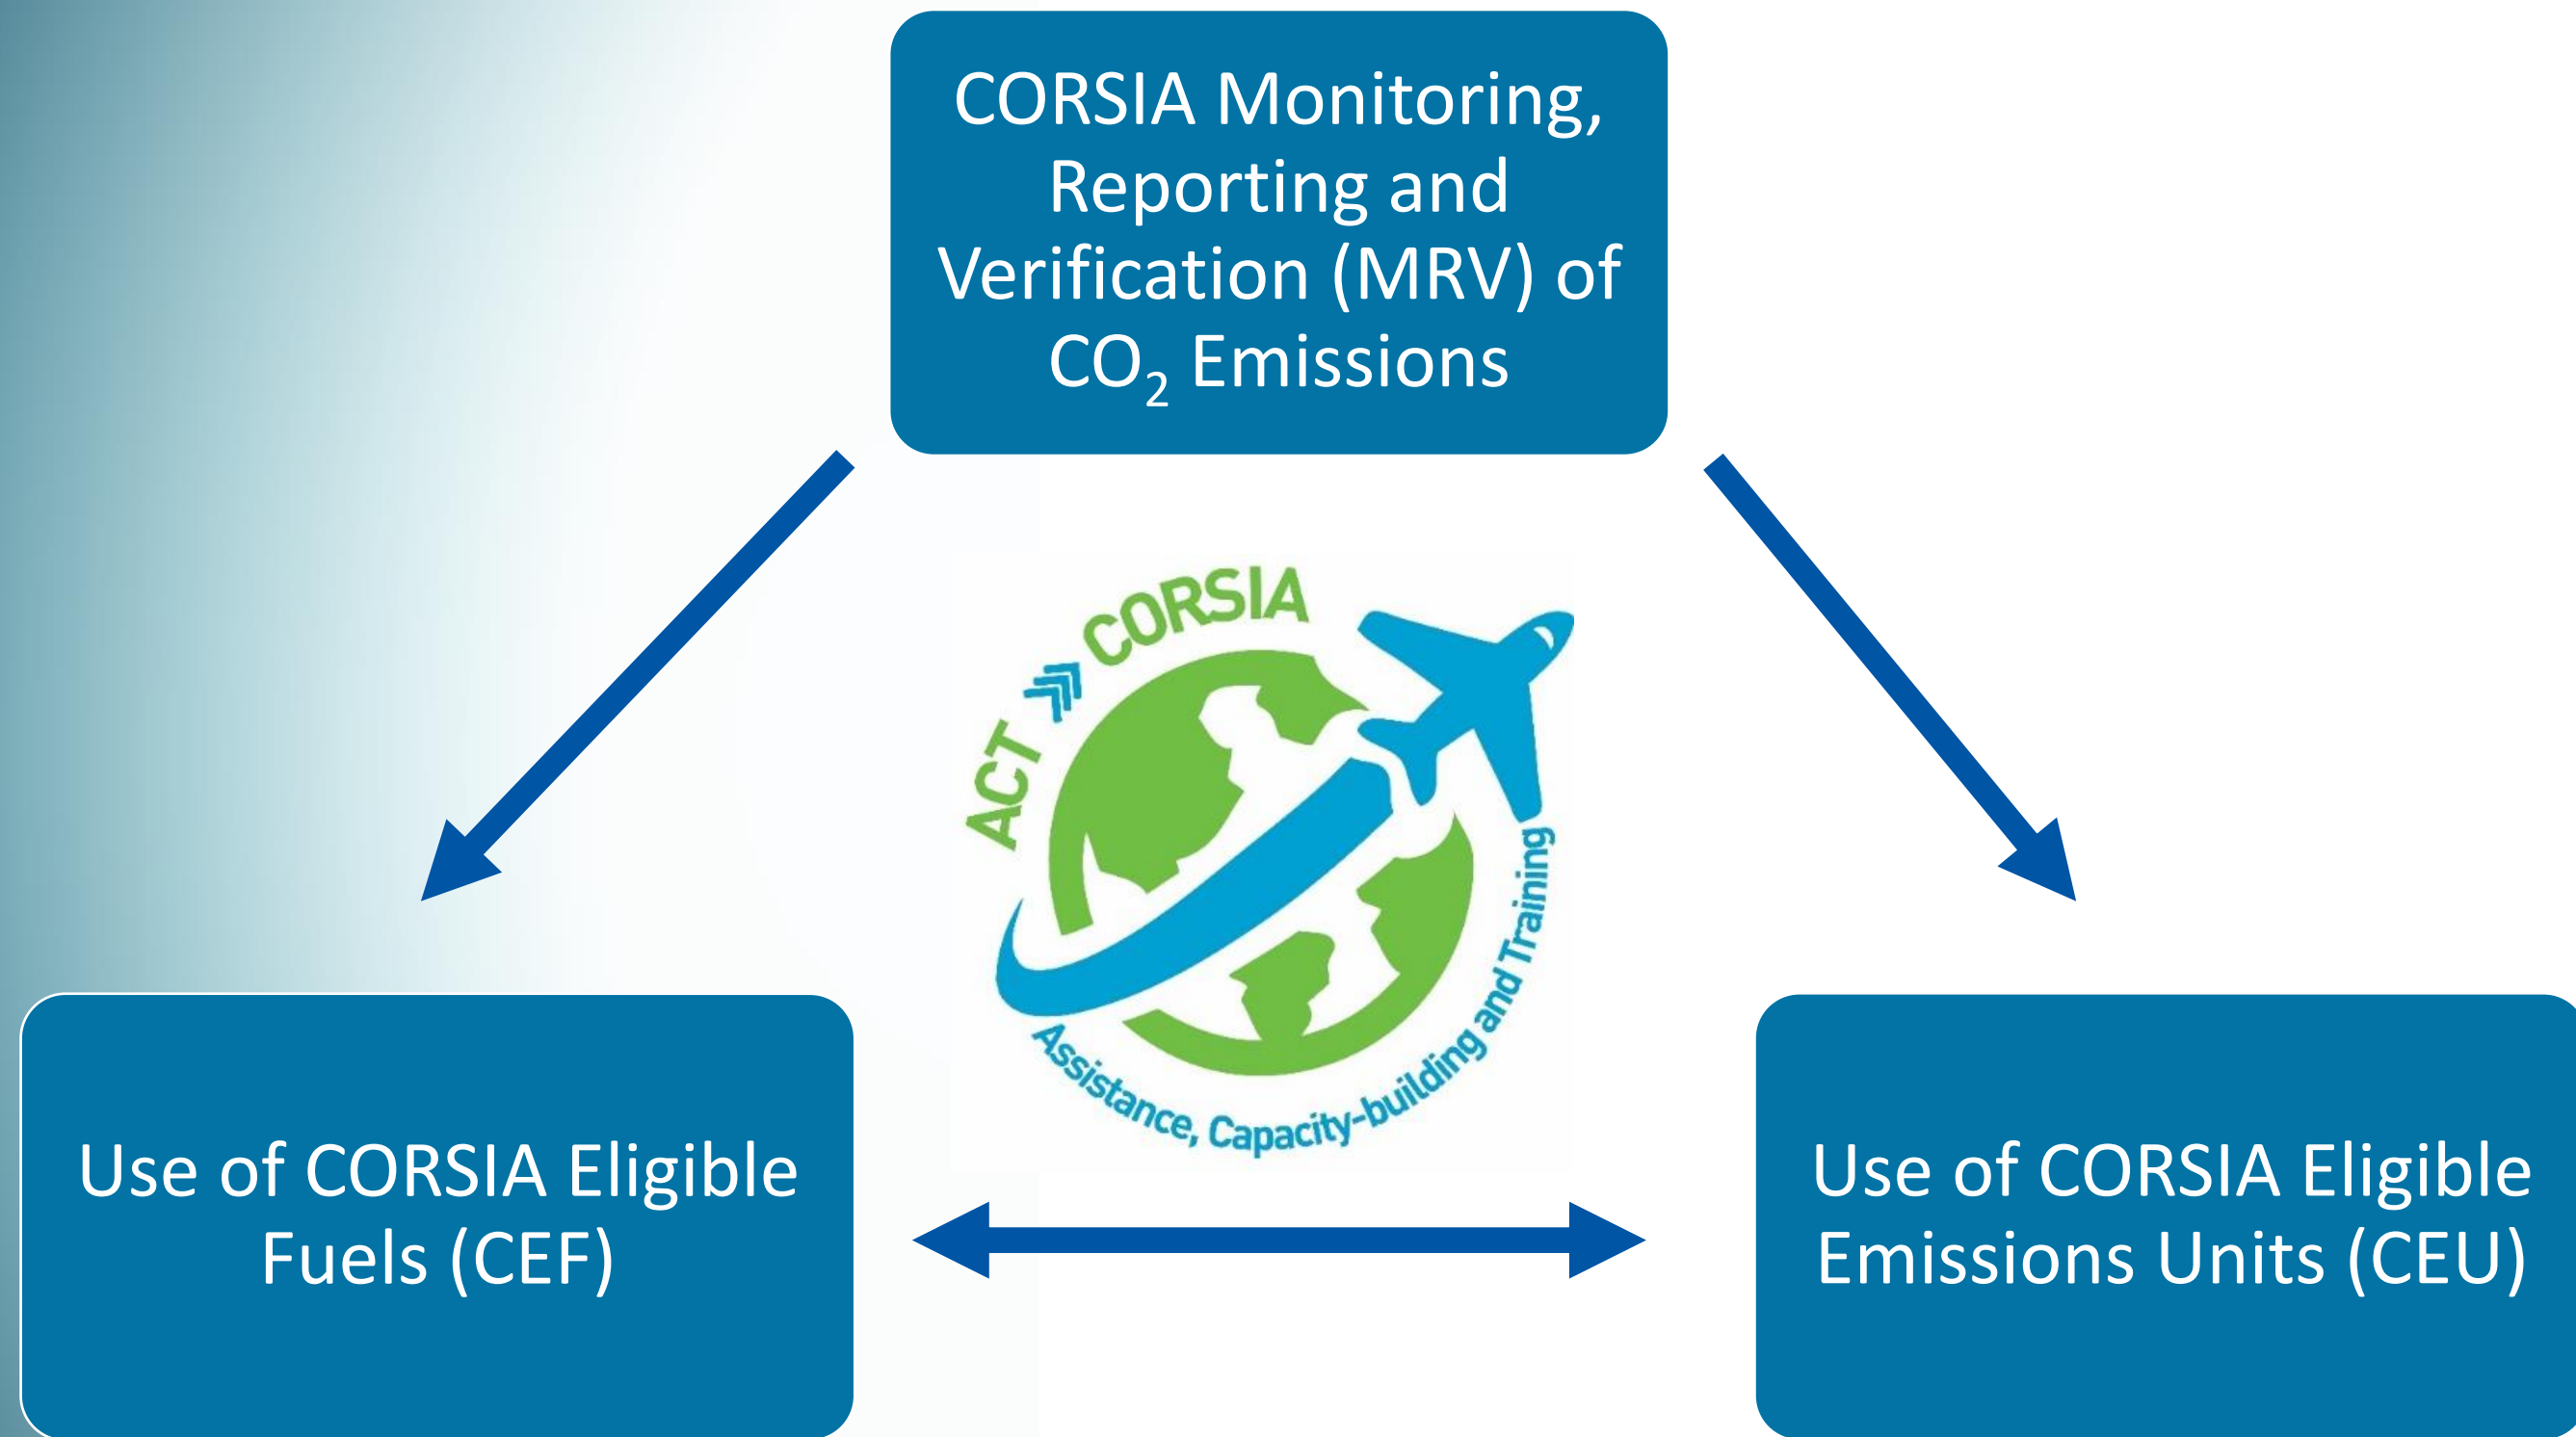 CORSIA Monitoring,
Reporting and
Verification (MRV) of
CO₂ Emissions
ACT CORSIA
Assistance, Capacity-building and Training
Use of CORSIA Eligible
Fuels (CEF)
Use of CORSIA Eligible
Emissions Units (CEU)